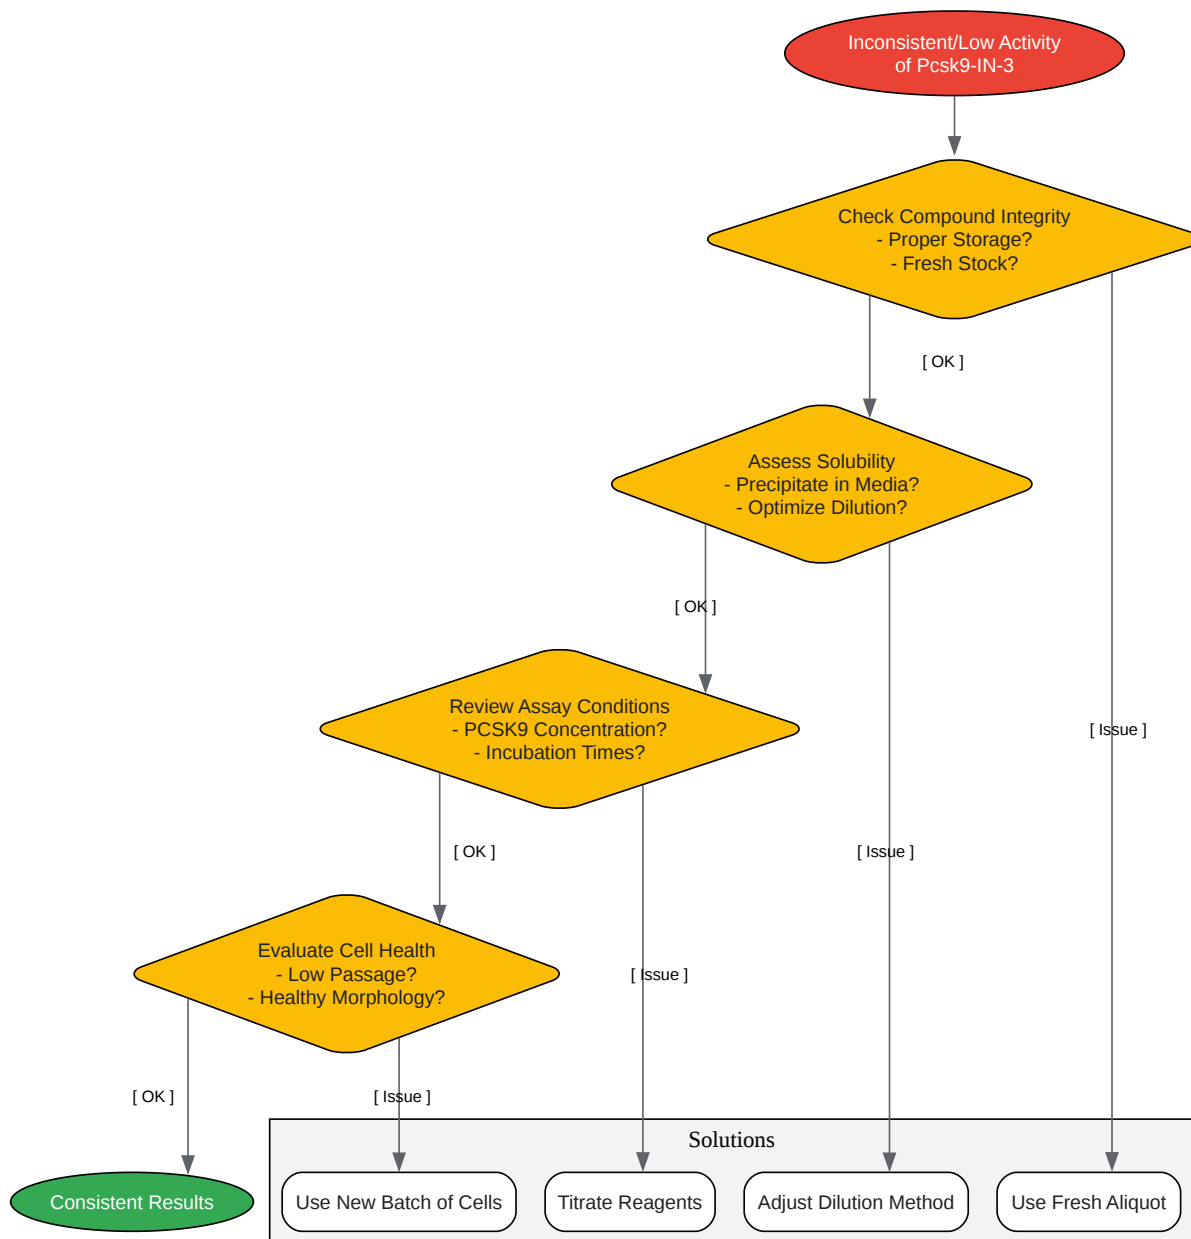 Inconsistent/Low Activity
of Pcsk9-IN-3
Check Compound Integrity
- Proper Storage?
- Fresh Stock?
[ OK ]
Assess Solubility
- Precipitate in Media?
- Optimize Dilution?
[ OK ]
Review Assay Conditions
- PCSK9 Concentration?
- Incubation Times?
[ Issue ]
[ OK ]
[ Issue ]
Evaluate Cell Health
- Low Passage?
- Healthy Morphology?
[ Issue ]
[ OK ]
[ Issue ]
Solutions
Consistent Results
Use New Batch of Cells
Titrate Reagents
Adjust Dilution Method
Use Fresh Aliquot